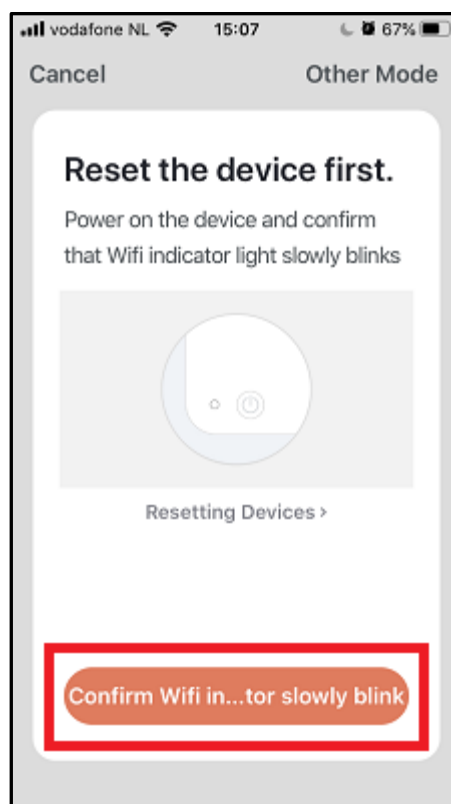 vodafone NL 15:07 67%
Cancel Other Mode
Reset the device first.
Power on the device and confirm
that Wifi indicator light slowly blinks
Resetting Devices >
Confirm Wifi in...tor slowly blink